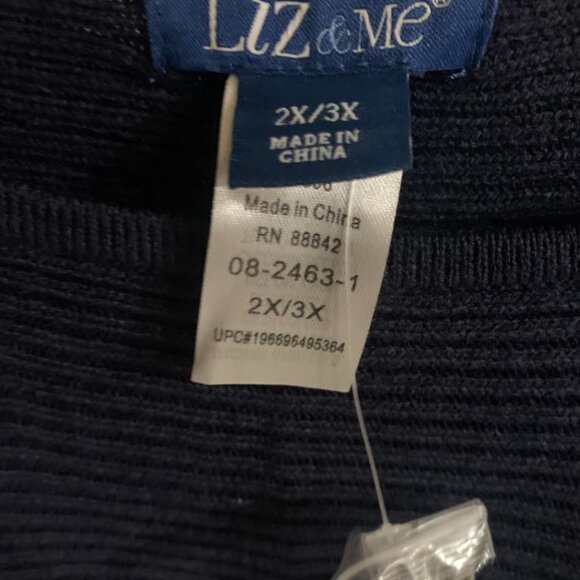 Liz & Me®
2X/3X
MADE IN
CHINA
Made in China
RN 88842
08-2463-1
2X/3X
UPC#196696495364